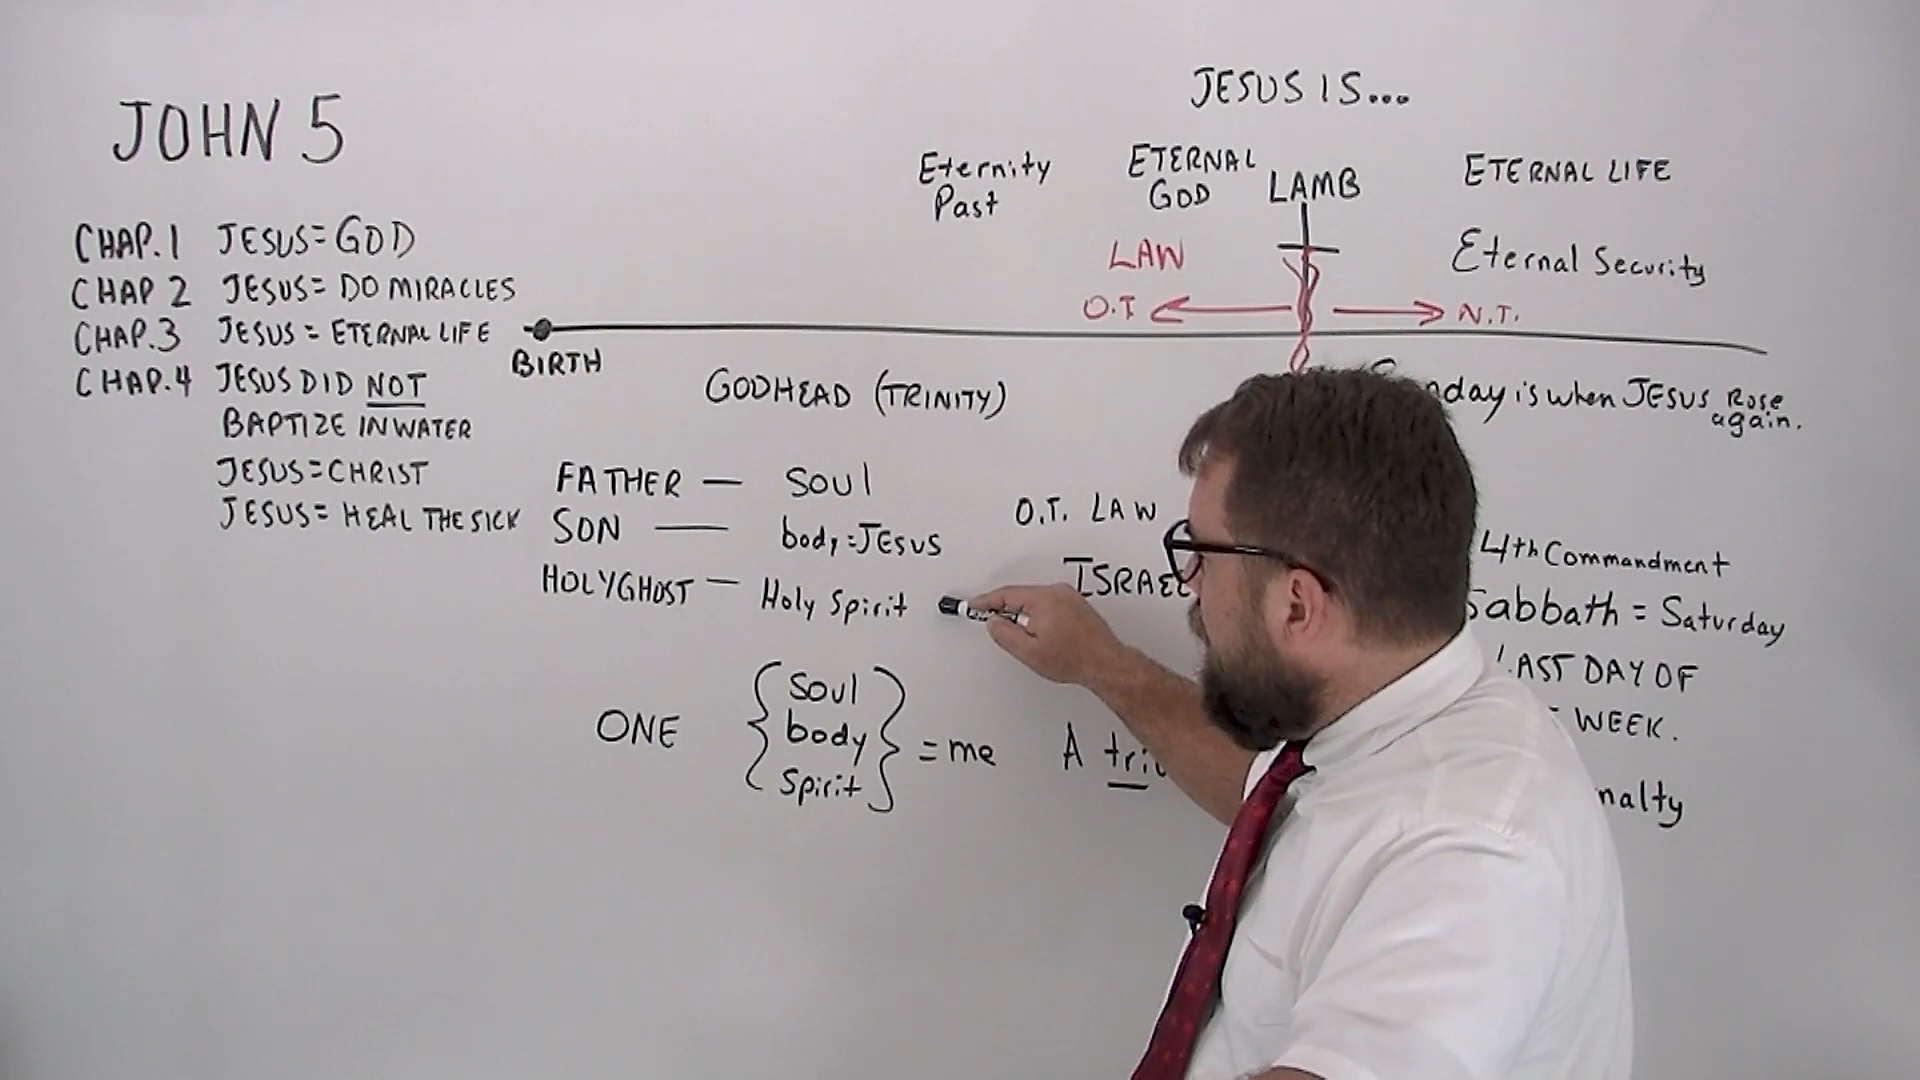 JOHN 5
CHAP.1 JESUS=GOD
CHAP 2 JESUS= DO MIRACLES
CHAP.3 JESUS = ETERNAL LIFE
CHAP.4 JESUS DID NOT
BAPTIZE IN WATER
JESUS=CHRIST
JESUS= HEAL THE SICK
JESUS IS...
Eternity
Past
ETERNAL
GOD
LAMB
ETERNAL LIFE
LAW
Eternal Security
O.T
N.T.
BIRTH
GODHEAD (TRINITY)
is when JESUS Rose
again.
FATHER — Soul
SON — body=JESUS
HOLYGHOST — Holy Spirit
O.T. LAW
4th Commandment
Sabbath = Saturday
LAST DAY OF
WEEK.
ONE
Soul
body
Spirit
= me
A